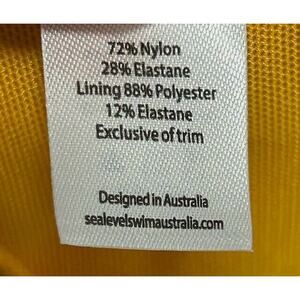 72% Nylon
28% Elastane
Lining 88% Polyester
12% Elastane
Exclusive of trim
Designed in Australia
sealevelswimaustralia.com